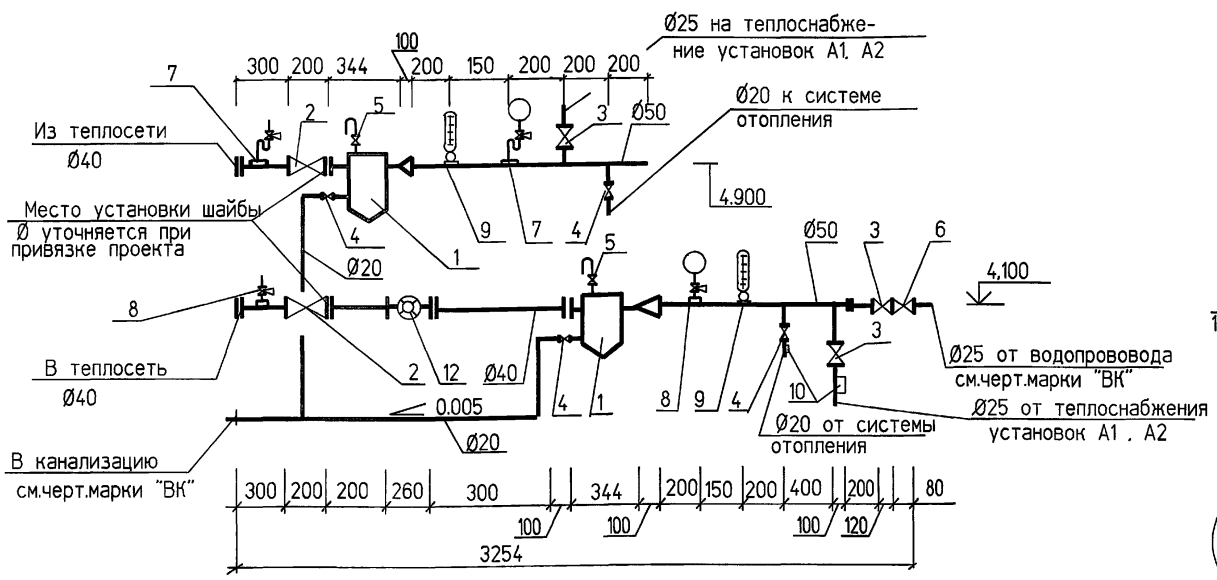 Ø25 на теплоснабже-
ние установок А1, А2
100
300 200 344 200 150 200 200 200
7 2 5 3 Ø50
Ø20 к системе
отопления
Из теплосети
Ø40
4.900
Место установки шайбы
Ø уточняется при
привязке проекта
4 1 9 7 4
Ø20
5 Ø50 3 6
4,100
8
3
В теплосеть
Ø40
2 12 Ø40 4 1 8 9 4 10
Ø25 от водопрововода
см.черт.марки "ВК"
0.005
Ø20
Ø20 от системы
отопления
Ø25 от теплоснабжения
установок А1 , А2
В канализацию
см.черт.марки "ВК"
300 200 200 260 300 344 200 150 200 400 200 80
100 100 100 120
3254